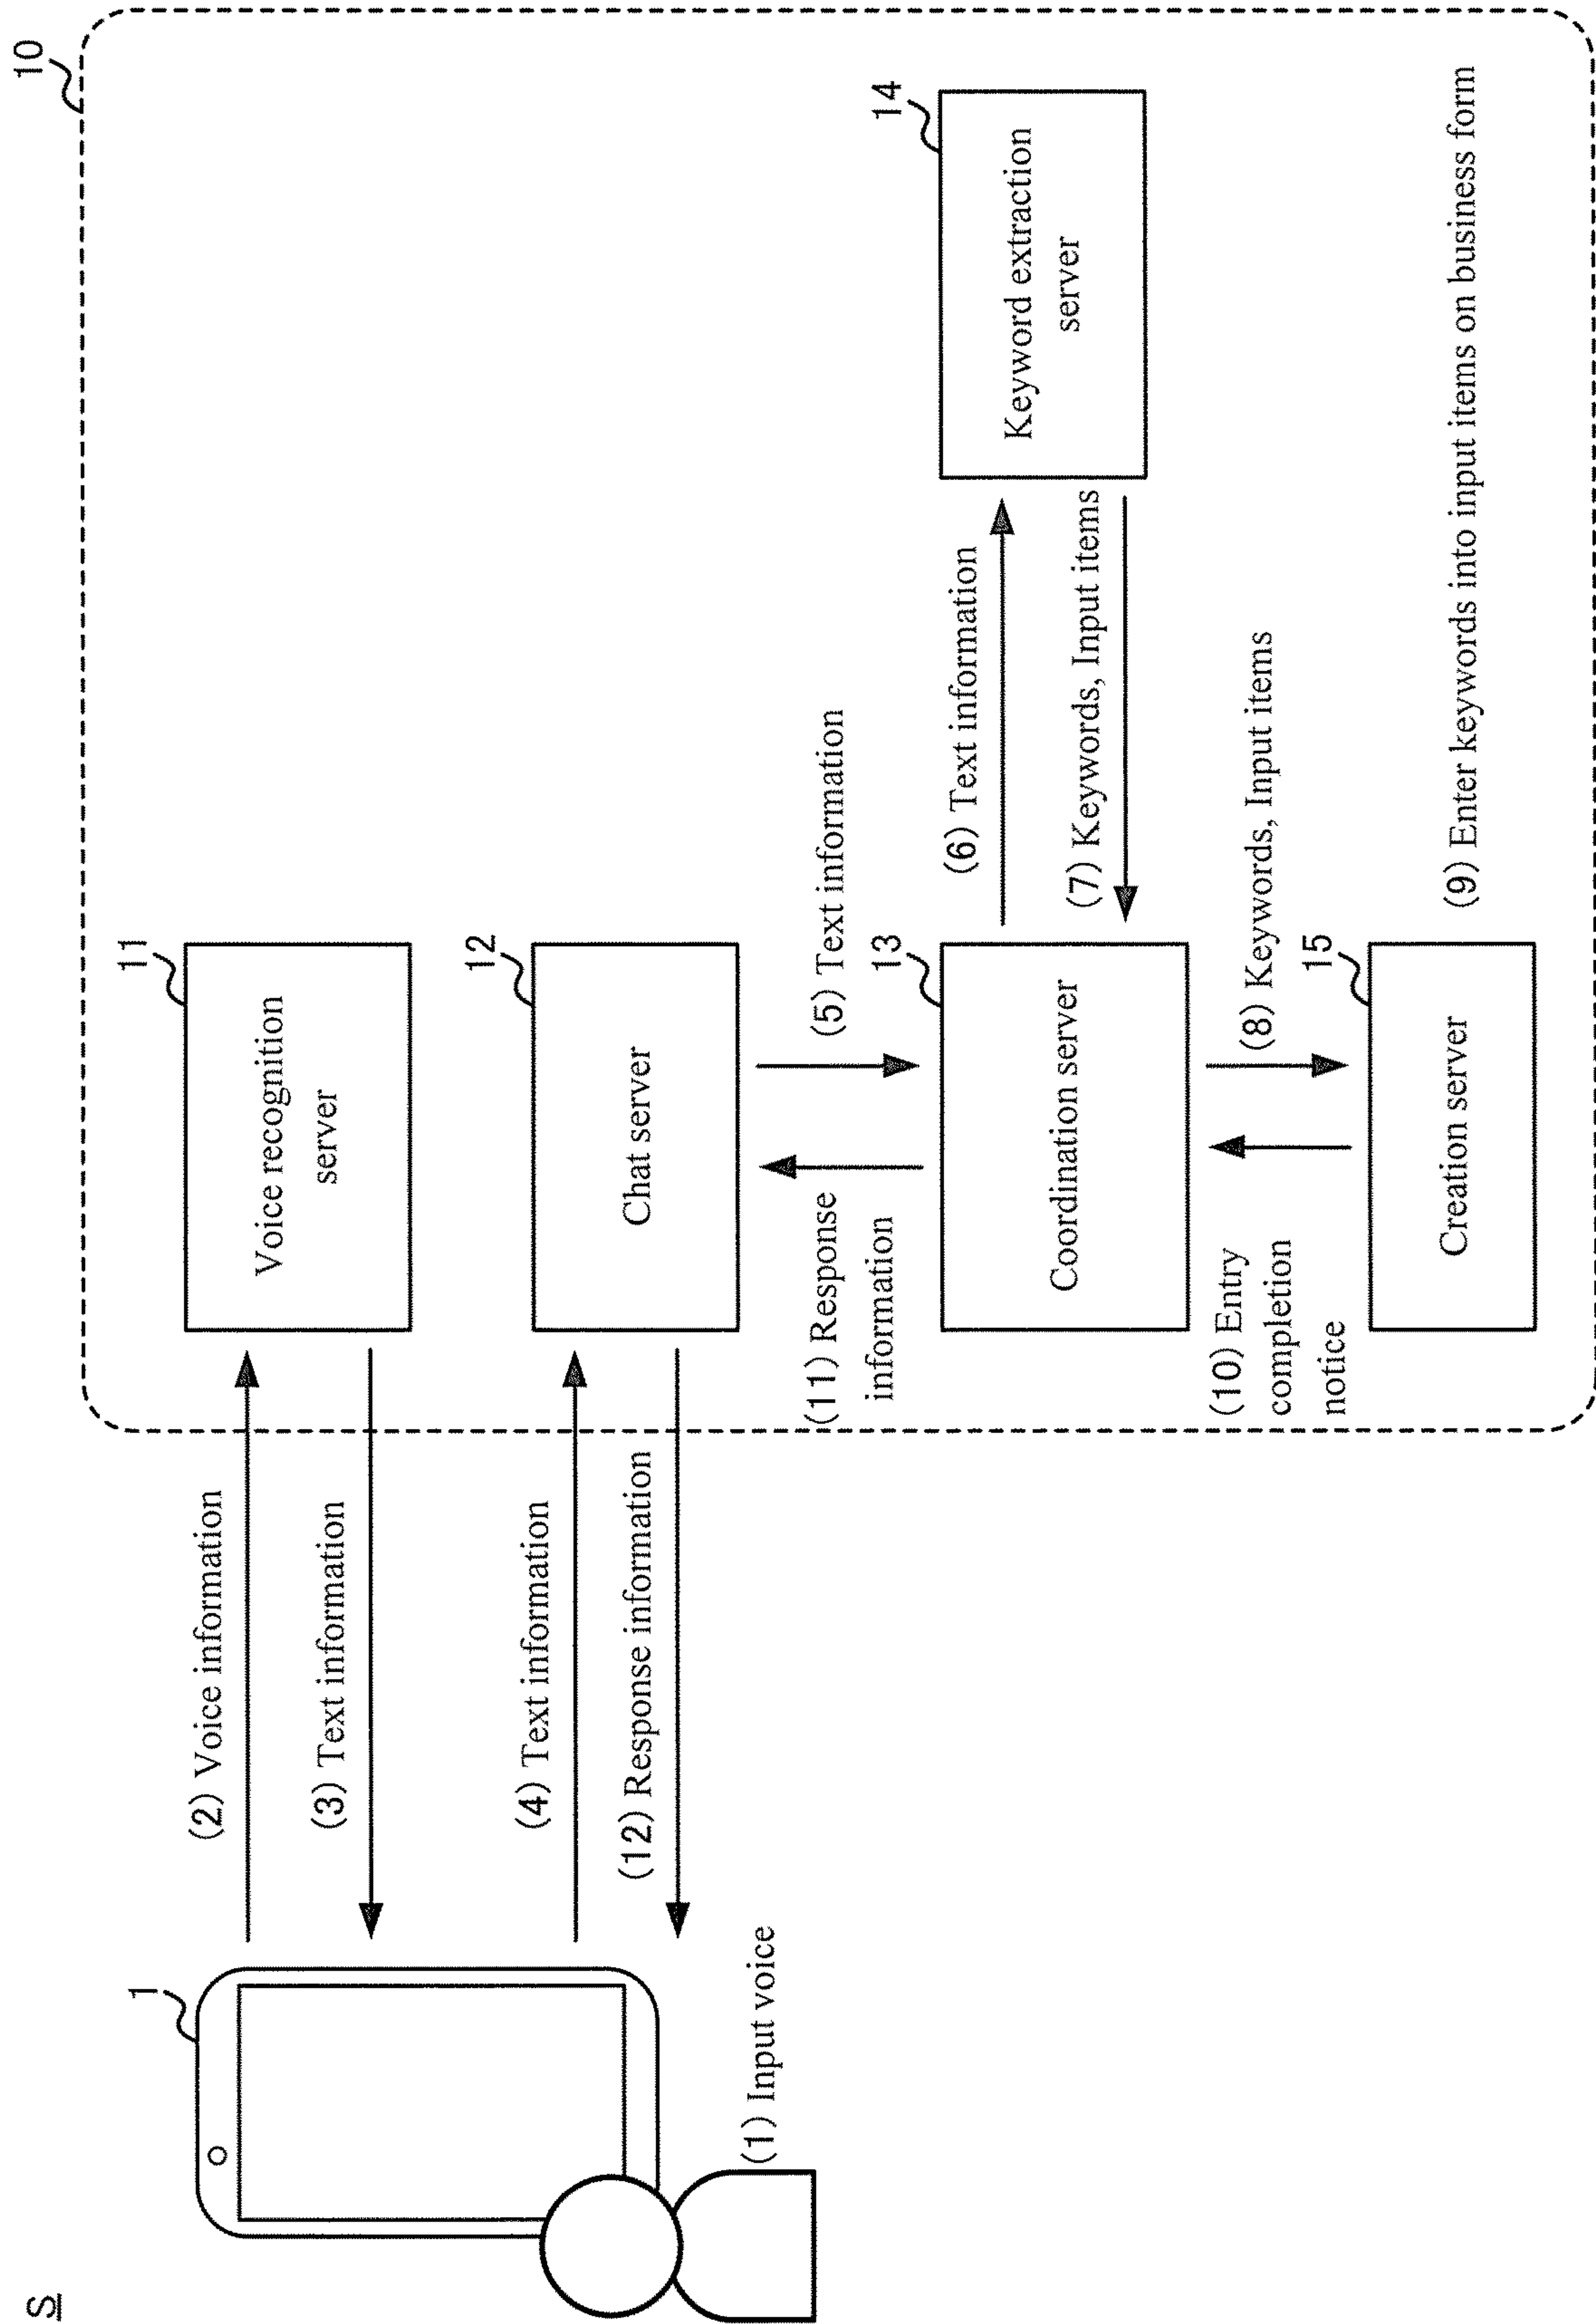 S
10
1
(1) Input voice
(2) Voice information
(3) Text information
(4) Text information
(12) Response information
11
Voice recognition
server
12
Chat server
(5) Text information
(11) Response
information
13
Coordination server
(6) Text information
(7) Keywords, Input items
14
Keyword extraction
server
(8) Keywords, Input items
(10) Entry
completion
notice
15
Creation server
(9) Enter keywords into input items on business form